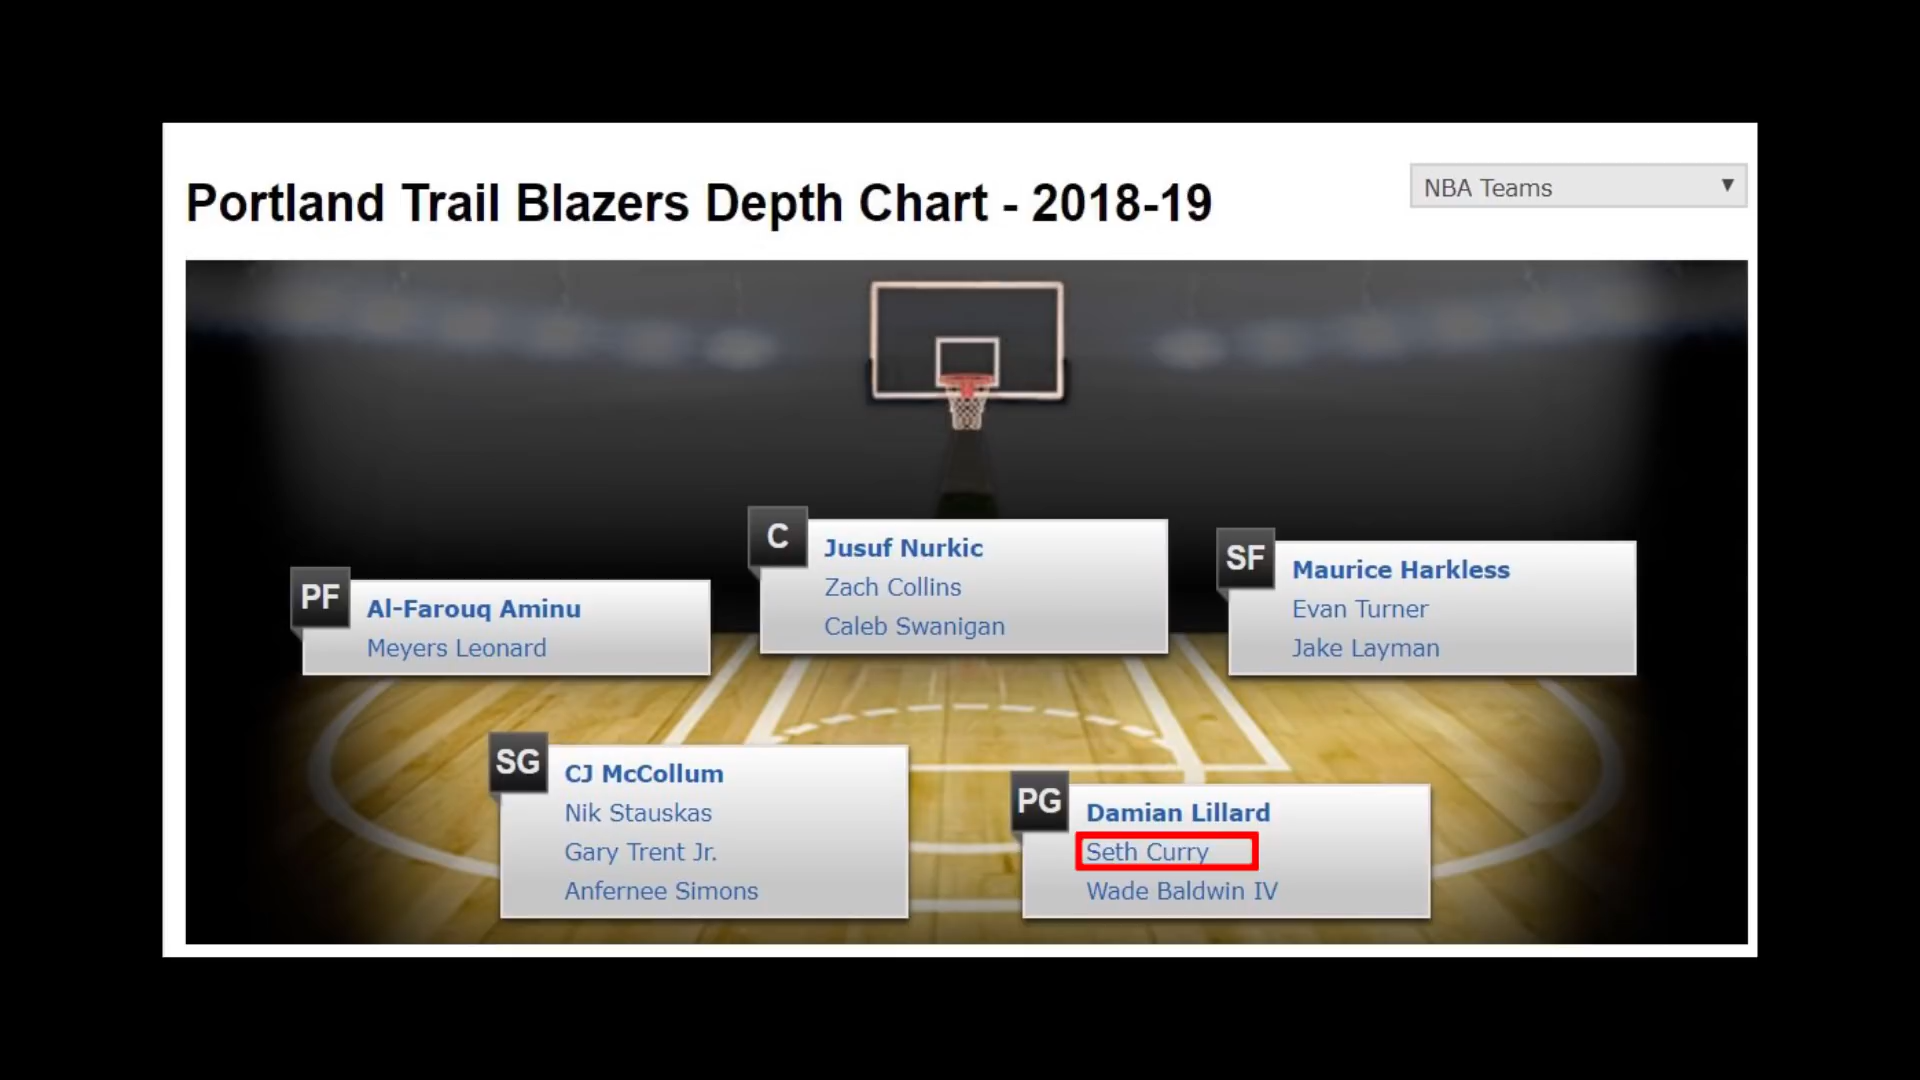 Portland Trail Blazers Depth Chart - 2018-19
NBA Teams
C
Jusuf Nurkic
Zach Collins
Caleb Swanigan
SF
Maurice Harkless
Evan Turner
Jake Layman
PF
Al-Farouq Aminu
Meyers Leonard
SG
CJ McCollum
Nik Stauskas
Gary Trent Jr.
Anfernee Simons
PG
Damian Lillard
Seth Curry
Wade Baldwin IV